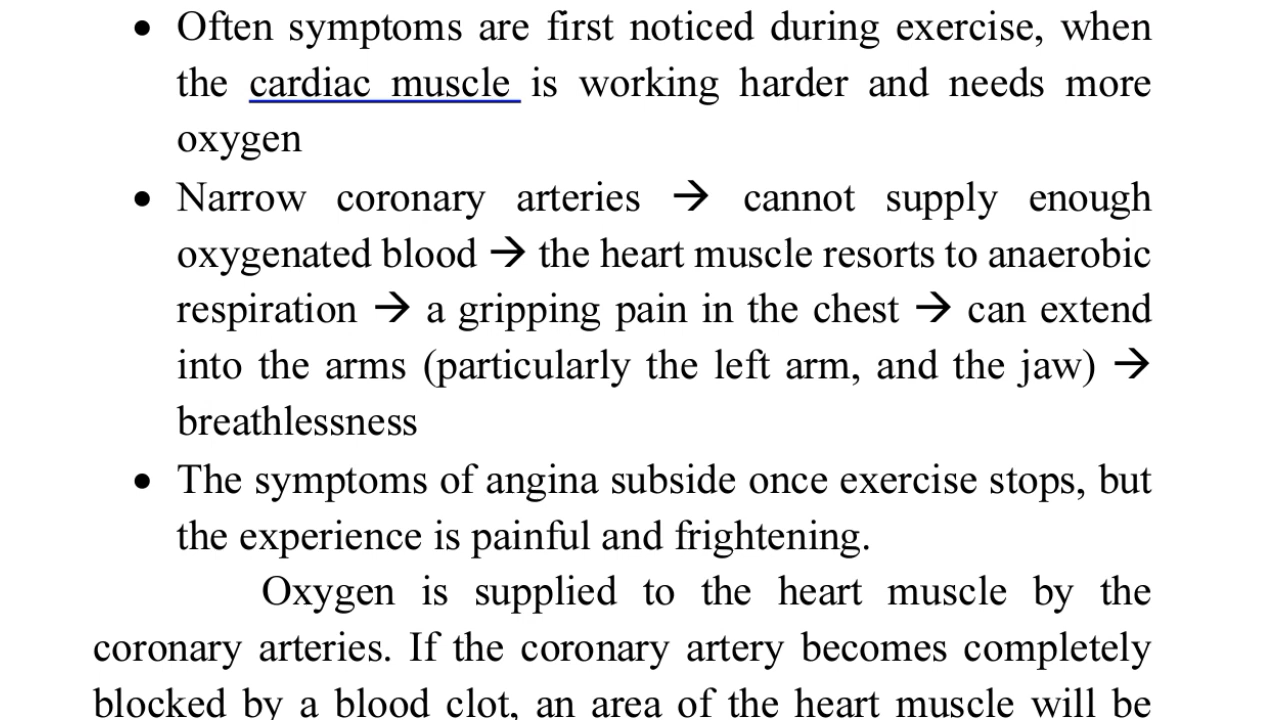 • Often symptoms are first noticed during exercise, when
the cardiac muscle is working harder and needs more
oxygen
• Narrow coronary arteries → cannot supply enough
oxygenated blood → the heart muscle resorts to anaerobic
respiration → a gripping pain in the chest → can extend
into the arms (particularly the left arm, and the jaw) →
breathlessness
• The symptoms of angina subside once exercise stops, but
the experience is painful and frightening.
Oxygen is supplied to the heart muscle by the
coronary arteries. If the coronary artery becomes completely
blocked by a blood clot, an area of the heart muscle will be